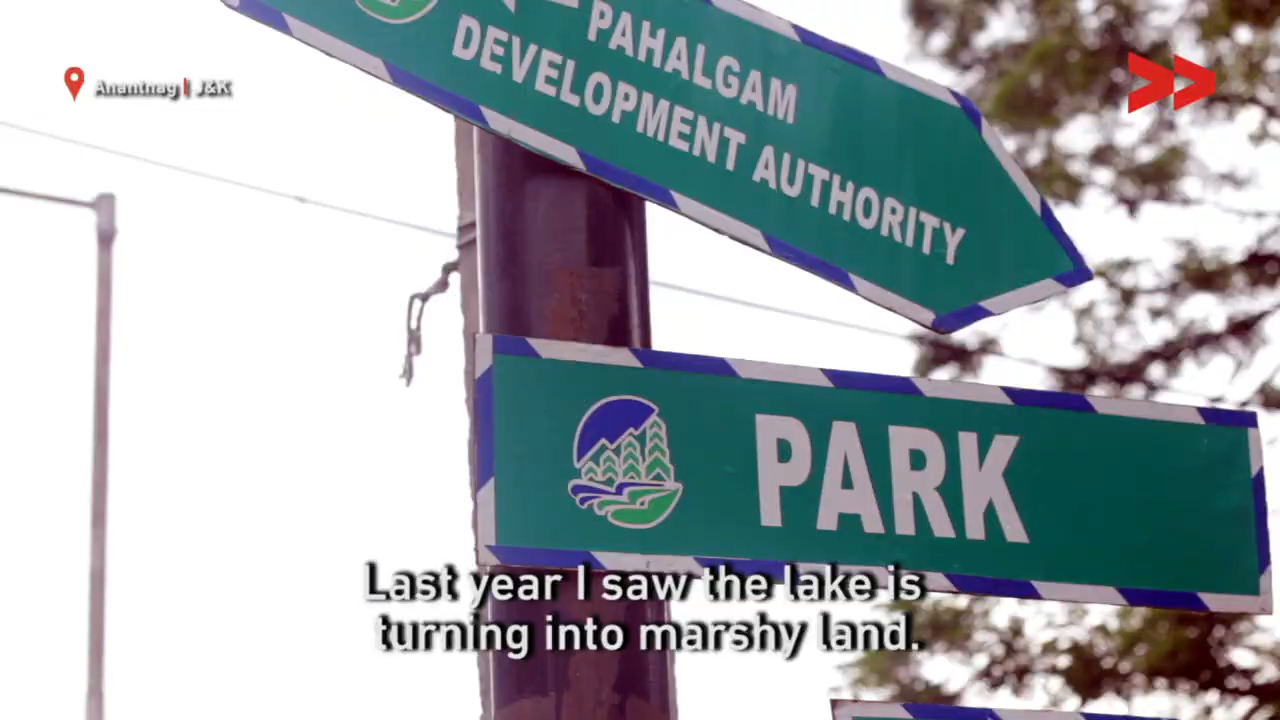 PAHALGAM
DEVELOPMENT AUTHORITY
Anantnag | J&K
PARK
Last year I saw the lake is
turning into marshy land.